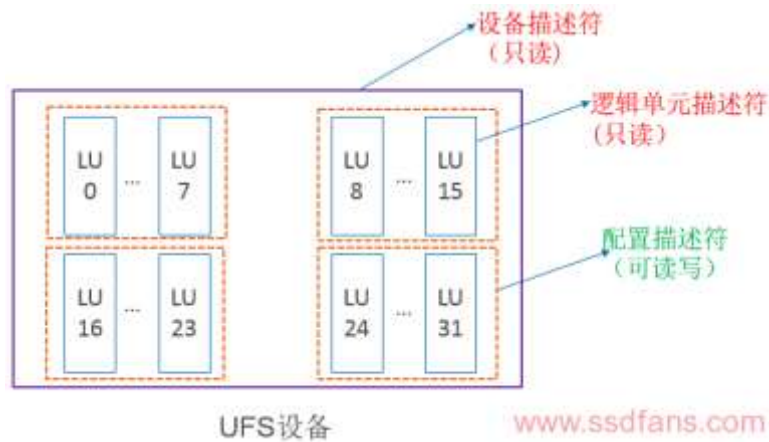 设备描述符
（只读)
逻辑单元描述符
(只读）
LU
0
...
LU
7
LU
8
...
LU
15
配置描述符
（可读写）
LU
16
...
LU
23
LU
24
...
LU
31
UFS设备
www.ssdfans.com